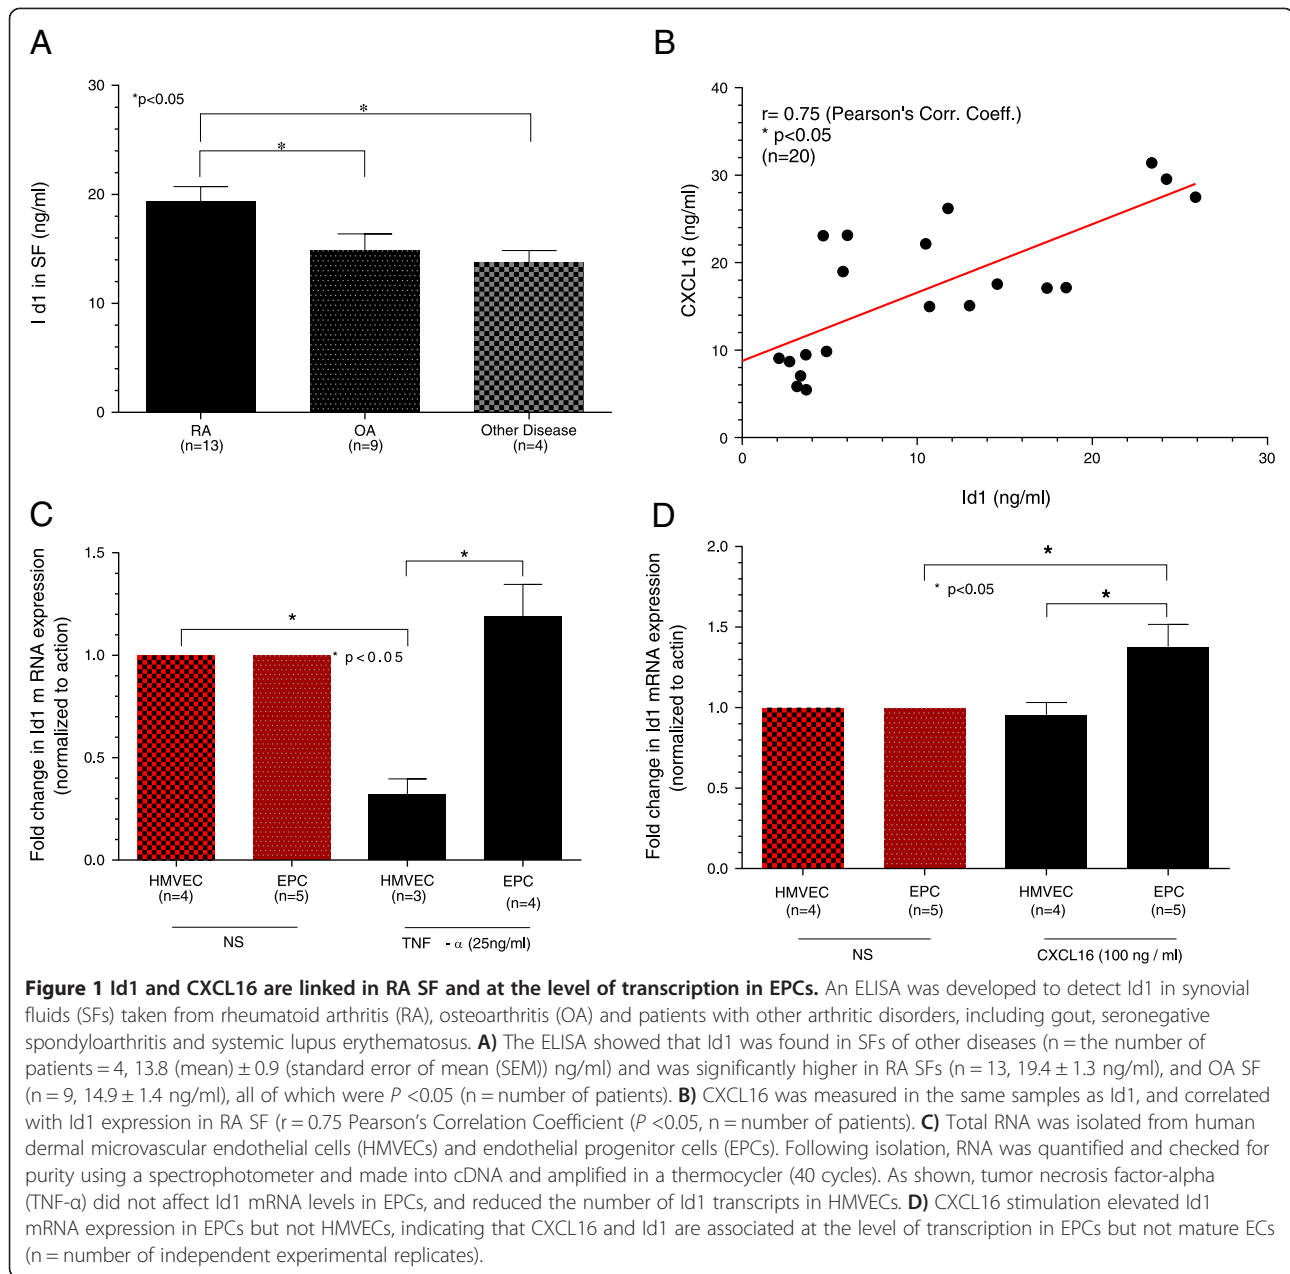 A
30
20
10
0
I d1 in SF (ng/ml)
*p<0.05
*
*
RA
(n=13)
OA
(n=9)
Other Disease
(n=4)
B
40
30
20
10
0
CXCL16 (ng/ml)
r= 0.75 (Pearson's Corr. Coeff.)
* p<0.05
(n=20)
0
10
20
30
Id1 (ng/ml)
C
1.5
1.0
0.5
0.0
Fold change in Id1 m RNA expression
(normalized to action)
*
*
* p<0.05
HMVEC
(n=4)
EPC
(n=5)
HMVEC
(n=3)
EPC
(n=4)
NS
TNF - α (25ng/ml)
D
2.0
1.5
1.0
0.5
0.0
Fold change in Id1 mRNA expression
(normalized to actin)
*
* p<0.05
*
HMVEC
(n=4)
EPC
(n=5)
HMVEC
(n=4)
EPC
(n=5)
NS
CXCL16 (100 ng / ml)
Figure 1 Id1 and CXCL16 are linked in RA SF and at the level of transcription in EPCs. An ELISA was developed to detect Id1 in synovial
fluids (SFs) taken from rheumatoid arthritis (RA), osteoarthritis (OA) and patients with other arthritic disorders, including gout, seronegative
spondyloarthritis and systemic lupus erythematosus. A) The ELISA showed that Id1 was found in SFs of other diseases (n = the number of
patients = 4, 13.8 (mean) ± 0.9 (standard error of mean (SEM)) ng/ml) and was significantly higher in RA SFs (n = 13, 19.4 ± 1.3 ng/ml), and OA SF
(n = 9, 14.9 ± 1.4 ng/ml), all of which were P <0.05 (n = number of patients). B) CXCL16 was measured in the same samples as Id1, and correlated
with Id1 expression in RA SF (r = 0.75 Pearson's Correlation Coefficient (P <0.05, n = number of patients). C) Total RNA was isolated from human
dermal microvascular endothelial cells (HMVECs) and endothelial progenitor cells (EPCs). Following isolation, RNA was quantified and checked for
purity using a spectrophotometer and made into cDNA and amplified in a thermocycler (40 cycles). As shown, tumor necrosis factor-alpha
(TNF-α) did not affect Id1 mRNA levels in EPCs, and reduced the number of Id1 transcripts in HMVECs. D) CXCL16 stimulation elevated Id1
mRNA expression in EPCs but not HMVECs, indicating that CXCL16 and Id1 are associated at the level of transcription in EPCs but not mature ECs
(n = number of independent experimental replicates).